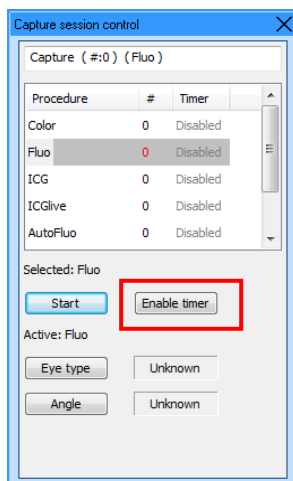 Capture session control
Capture ( #:0 ) ( Fluo )
Procedure # Timer
Color 0 Disabled
Fluo 0 Disabled
ICG 0 Disabled
ICGlive 0 Disabled
AutoFluo 0 Disabled
Selected: Fluo
Start Enable timer
Active: Fluo
Eye type Unknown
Angle Unknown